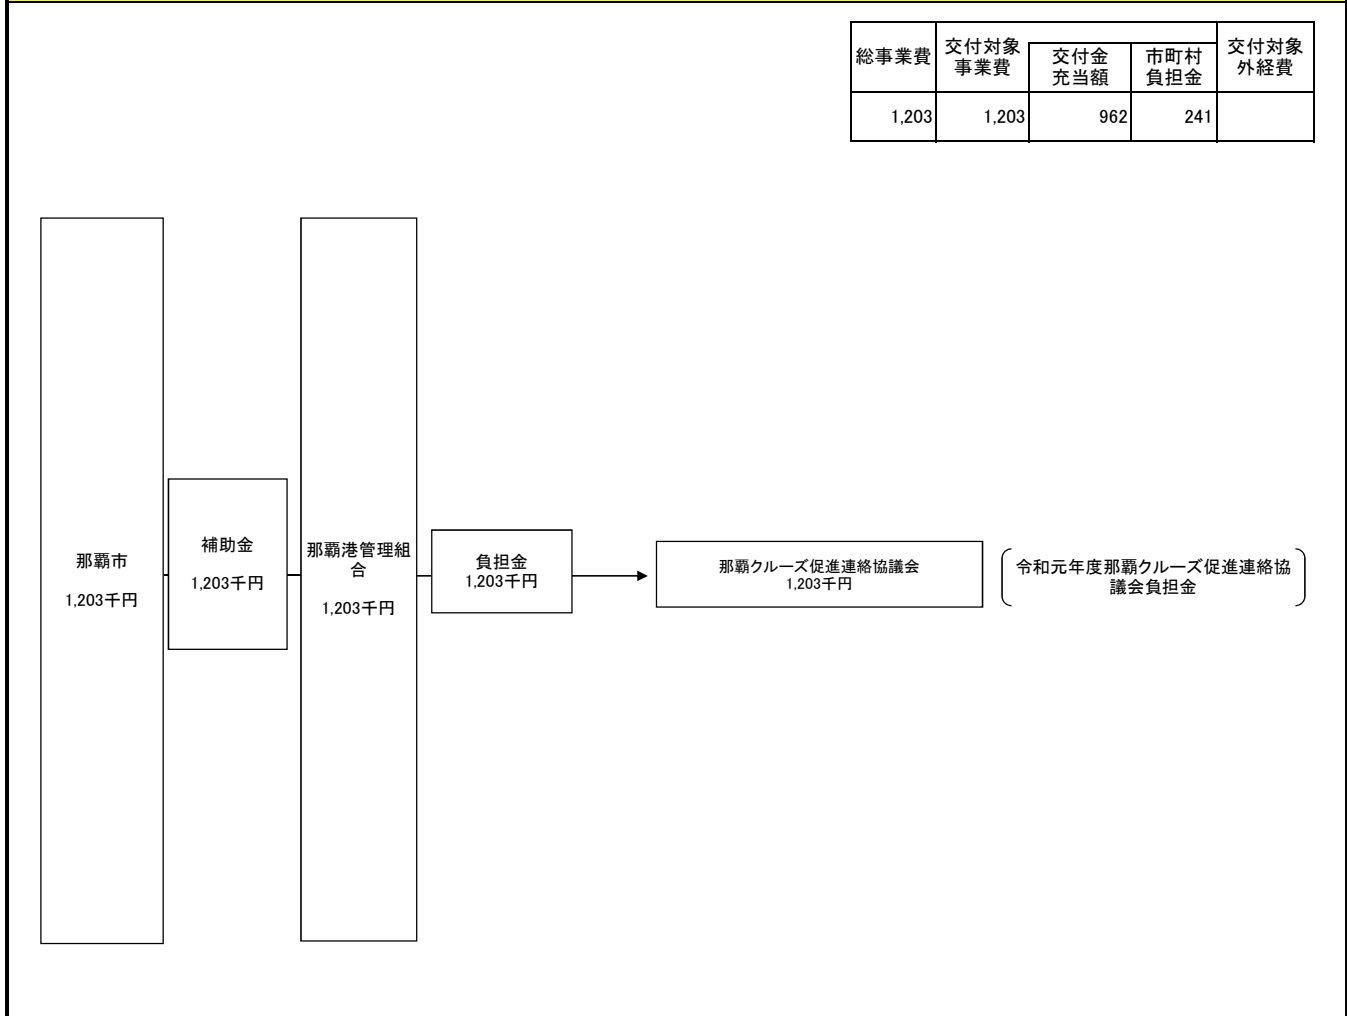 総事業費
交付対象
事業費
交付金
充当額
市町村
負担金
交付対象
外経費
1,203
1,203
962
241
那覇市
1,203千円
補助金
1,203千円
那覇港管理組
合
1,203千円
負担金
1,203千円
那覇クルーズ促進連絡協議会
1,203千円
令和元年度那覇クルーズ促進連絡協
議会負担金